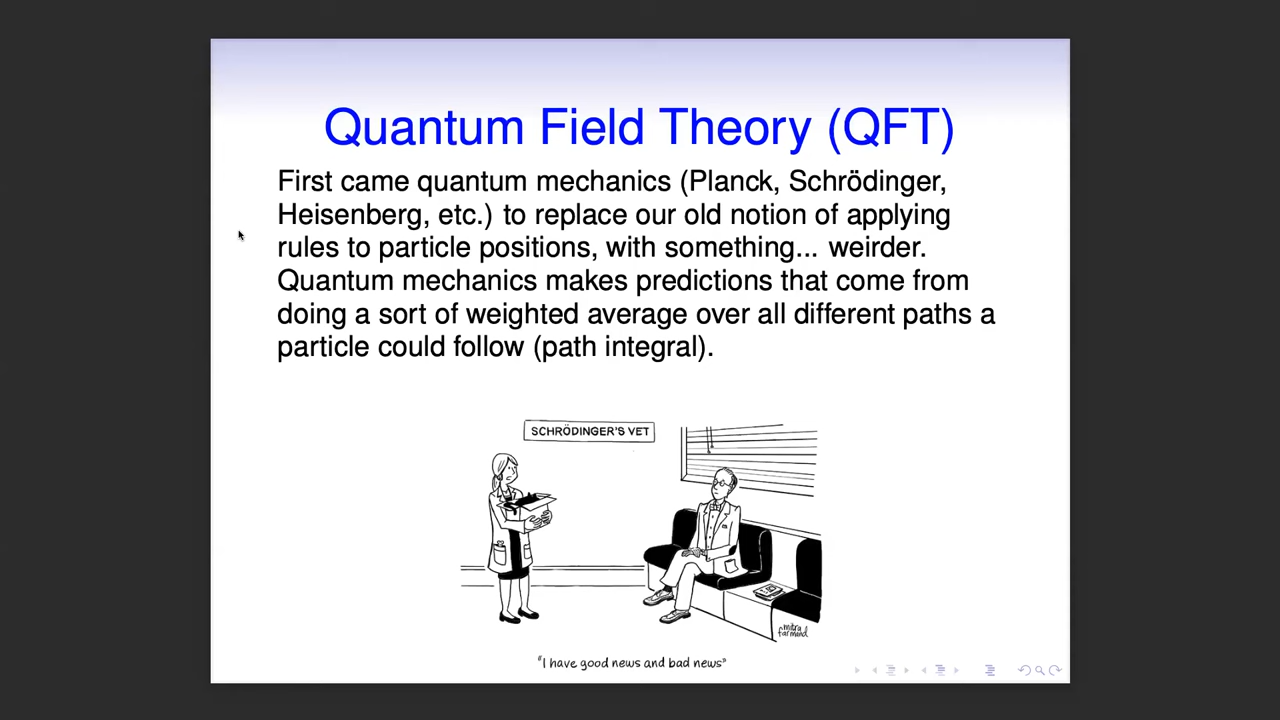 Quantum Field Theory (QFT)
First came quantum mechanics (Planck, Schrödinger,
Heisenberg, etc.) to replace our old notion of applying
rules to particle positions, with something... weirder.
Quantum mechanics makes predictions that come from
doing a sort of weighted average over all different paths a
particle could follow (path integral).
SCHRÖDINGER'S VET
mitra
farmand
"I have good news and bad news"